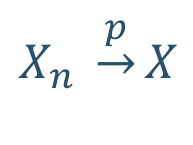 Xₙ →ᵖ X